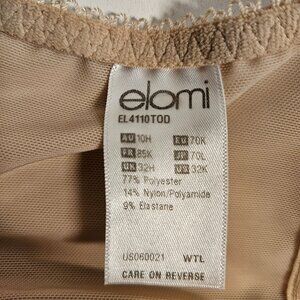 elomi
EL4110TOD
AU 10H EU 70K
FR 85K JP 70L
UK 32H US 32K
77% Polyester
14% Nylon/Polyamide
9% Elastane
US060021 WTL
CARE ON REVERSE